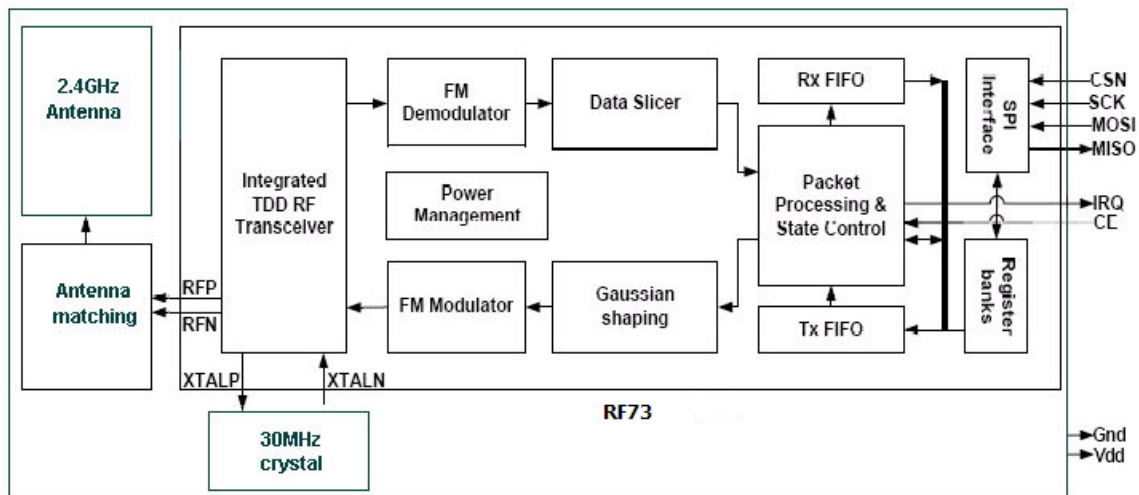 2.4GHz
Antenna
Antenna
matching
RFP
RFN
XTALP
XTALN
30MHz
crystal
Integrated
TDD RF
Transceiver
FM
Demodulator
Data Slicer
Power
Management
FM Modulator
Gaussian
shaping
Rx FIFO
Packet
Processing &
State Control
Tx FIFO
SPI
Interface
Register
banks
CSN
SCK
MOSI
MISO
IRQ
CE
RF73
Gnd
Vdd